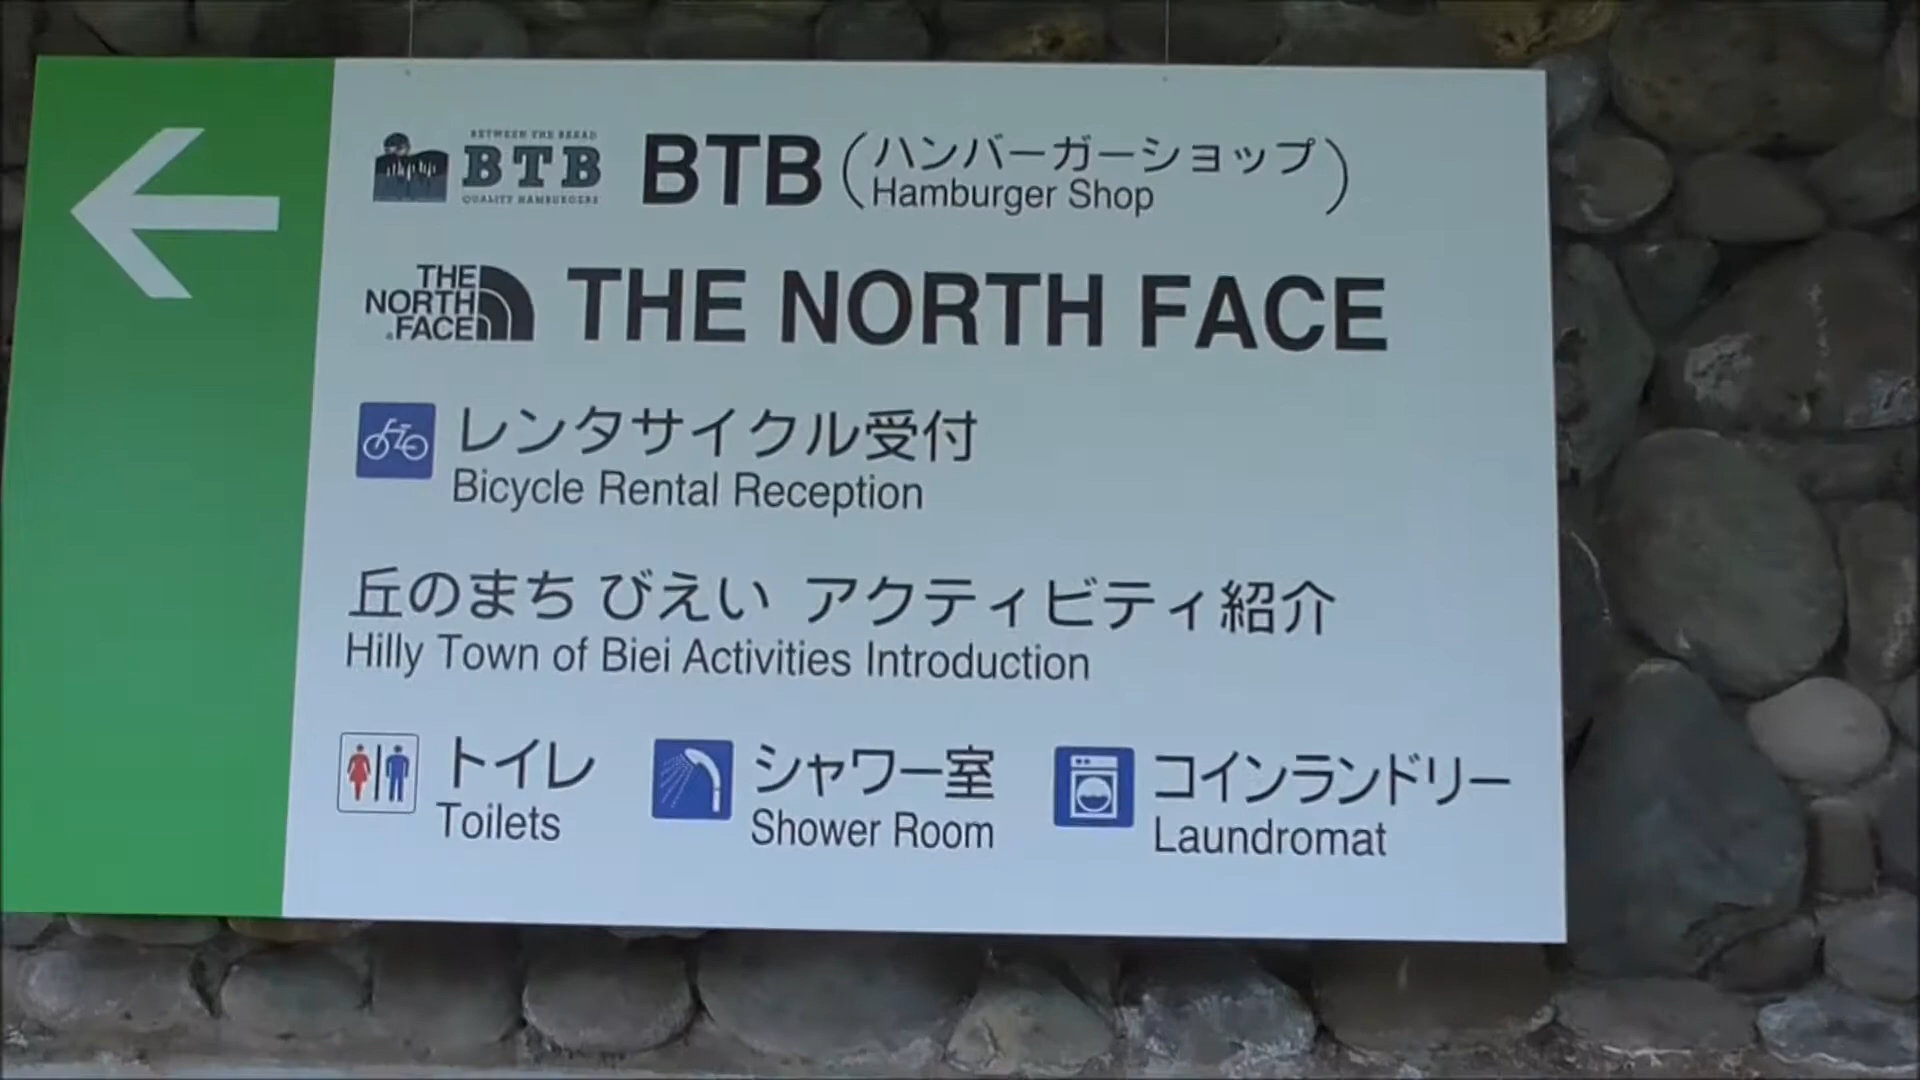 BETWEEN THE BREAD
BTB
QUALITY HAMBURGERS
BTB (ハンバーガーショップ)
Hamburger Shop
THE
NORTH
FACE
THE NORTH FACE
レンタサイクル受付
Bicycle Rental Reception
丘のまち びえい アクティビティ紹介
Hilly Town of Biei Activities Introduction
トイレ シャワー室 コインランドリー
Toilets Shower Room Laundromat